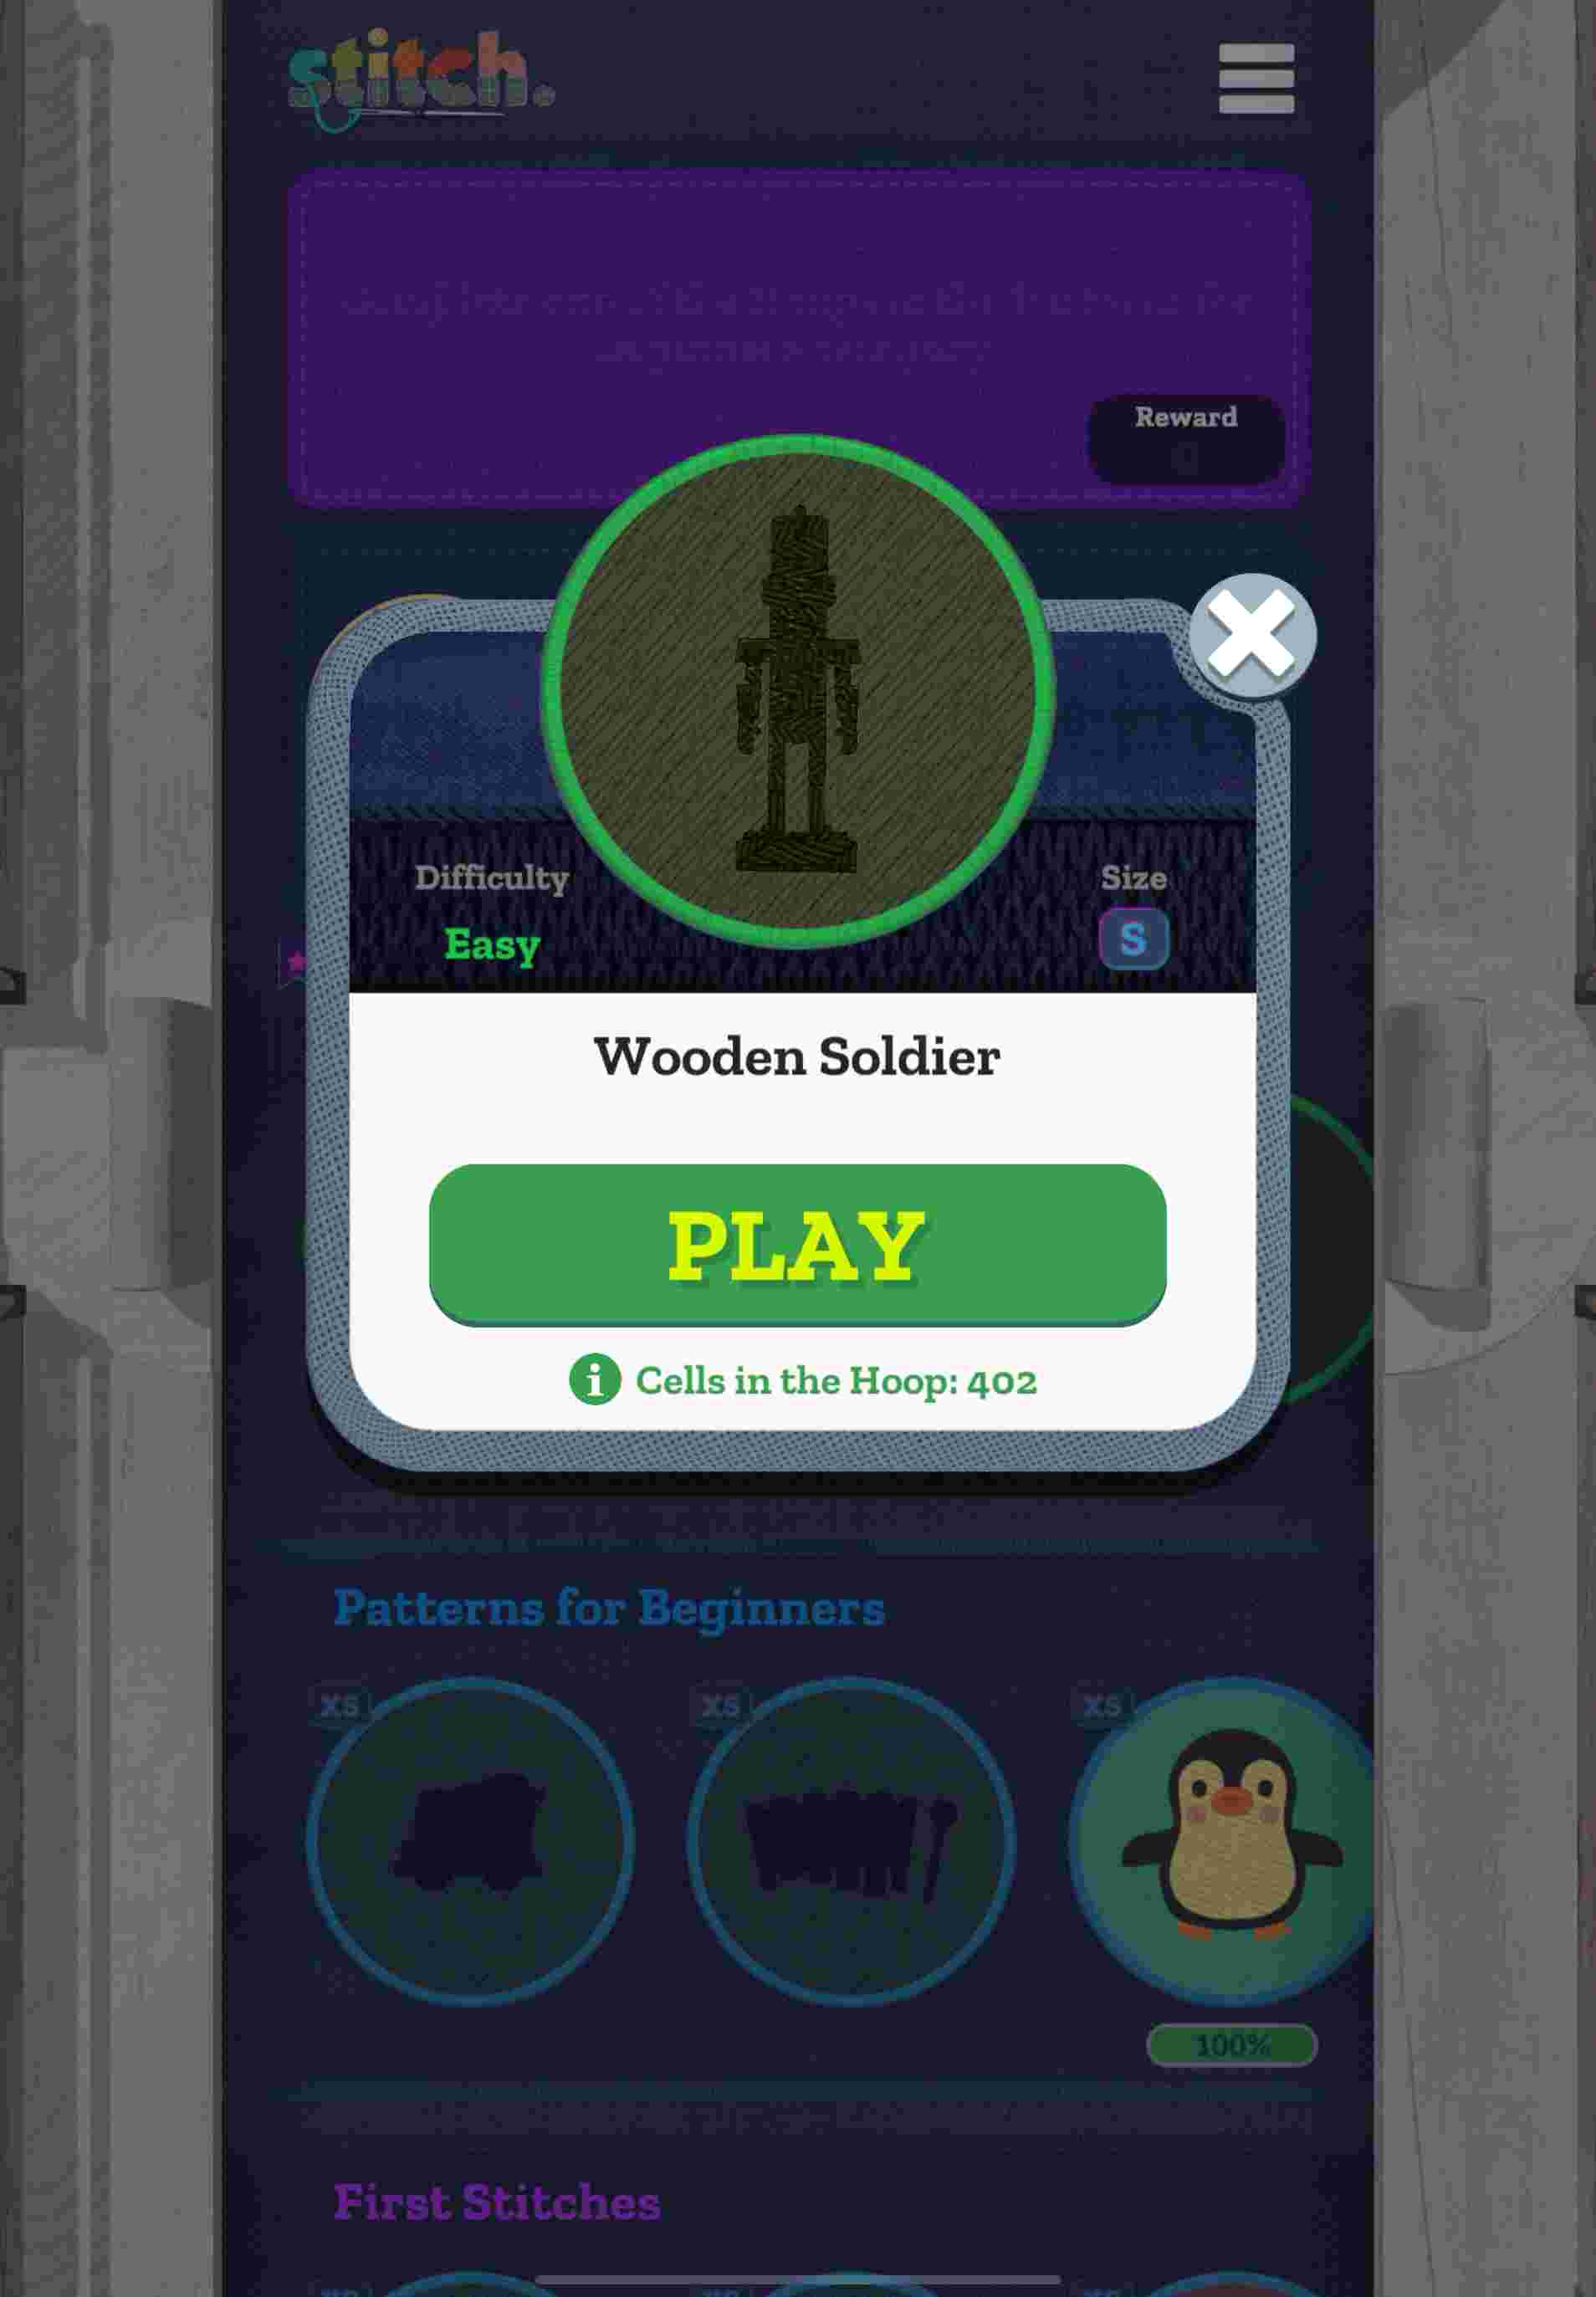 stitch.
Reward
Difficulty
Size
Easy
S
Wooden Soldier
PLAY
i Cells in the Hoop: 402
Patterns for Beginners
XS
XS
XS
100%
First Stitches